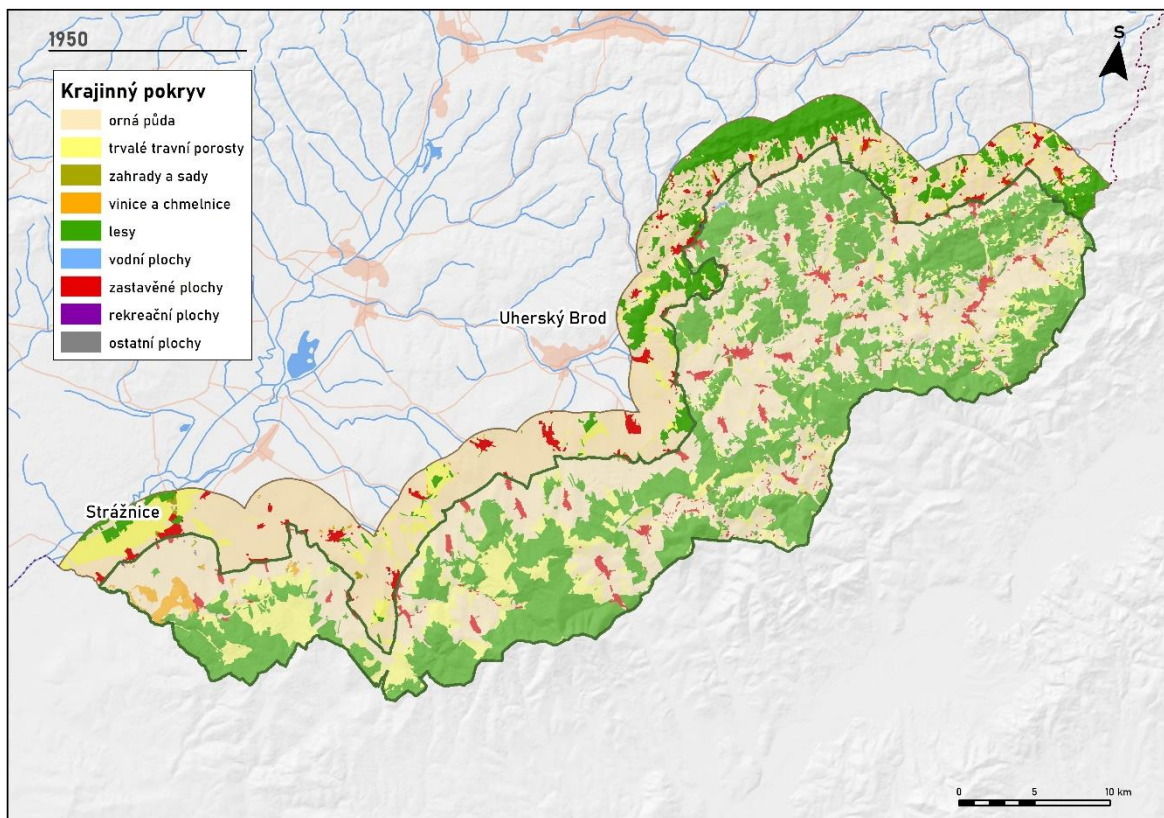 1950
S
Krajinný pokryv
orná půda
trvalé travní porosty
zahrady a sady
vinice a chmelnice
lesy
vodní plochy
zastavěné plochy
rekreační plochy
ostatní plochy
Uherský Brod
Strážnice
0 5 10 km